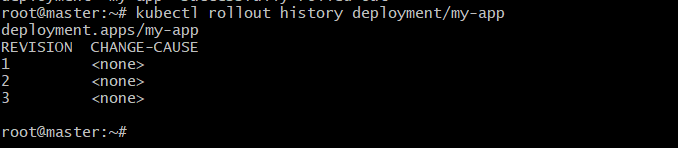 root@master:~# kubectl rollout history deployment/my-app
deployment.apps/my-app
REVISION  CHANGE-CAUSE
1         <none>
2         <none>
3         <none>
root@master:~#